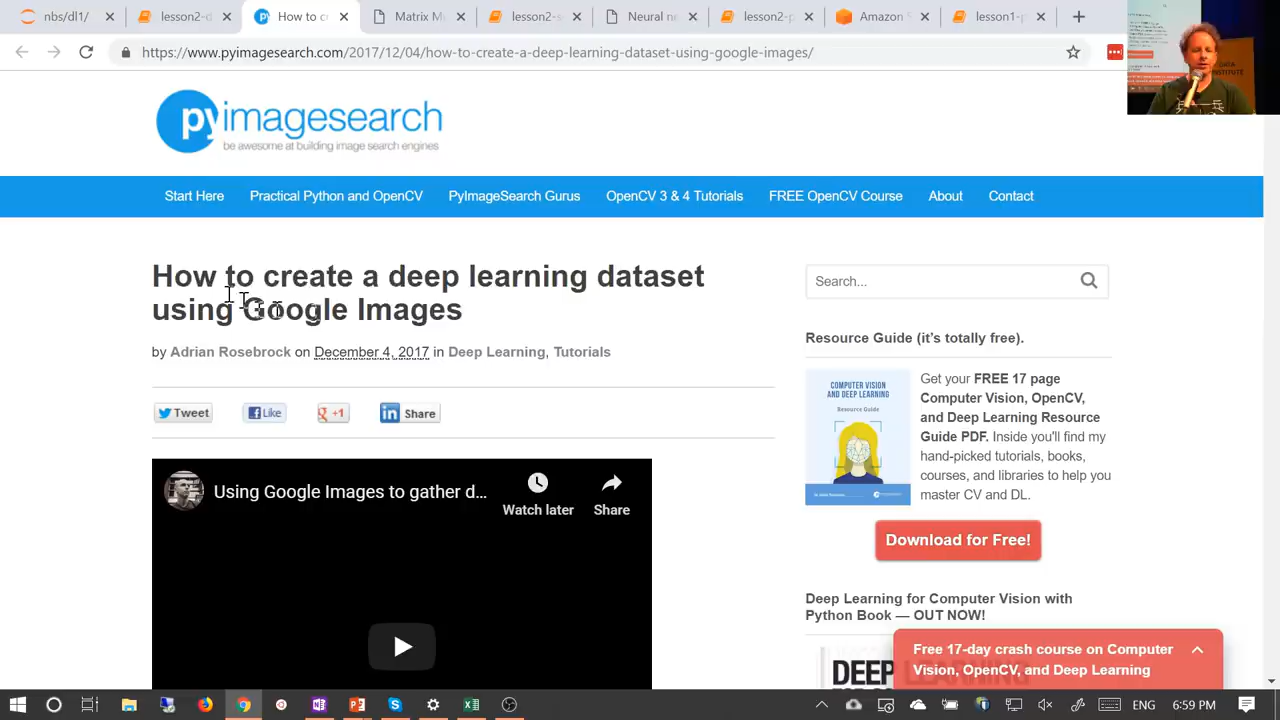 nbs/dl1/
lesson2-d
How to c
Matrix
lesson2-
Neural ne
lesson2-p
Amazon S
lesson1-p
https://www.pyimagesearch.com/2017/12/04/how-to-create-a-deep-learning-dataset-using-google-images/
pyimagesearch
be awesome at building image search engines
Start Here
Practical Python and OpenCV
PyImageSearch Gurus
OpenCV 3 & 4 Tutorials
FREE OpenCV Course
About
Contact
How to create a deep learning dataset
using Google Images
by Adrian Rosebrock on December 4, 2017 in Deep Learning, Tutorials
Tweet
Like
+1
Share
Using Google Images to gather d...
Watch later
Share
Search...
Resource Guide (it's totally free).
COMPUTER VISION
AND DEEP LEARNING
Resource Guide
Get your FREE 17 page
Computer Vision, OpenCV,
and Deep Learning Resource
Guide PDF. Inside you'll find my
hand-picked tutorials, books,
courses, and libraries to help you
master CV and DL.
Download for Free!
Deep Learning for Computer Vision with
Python Book — OUT NOW!
DEEP LEARNING
Free 17-day crash course on Computer
Vision, OpenCV, and Deep Learning
ENG
6:59 PM